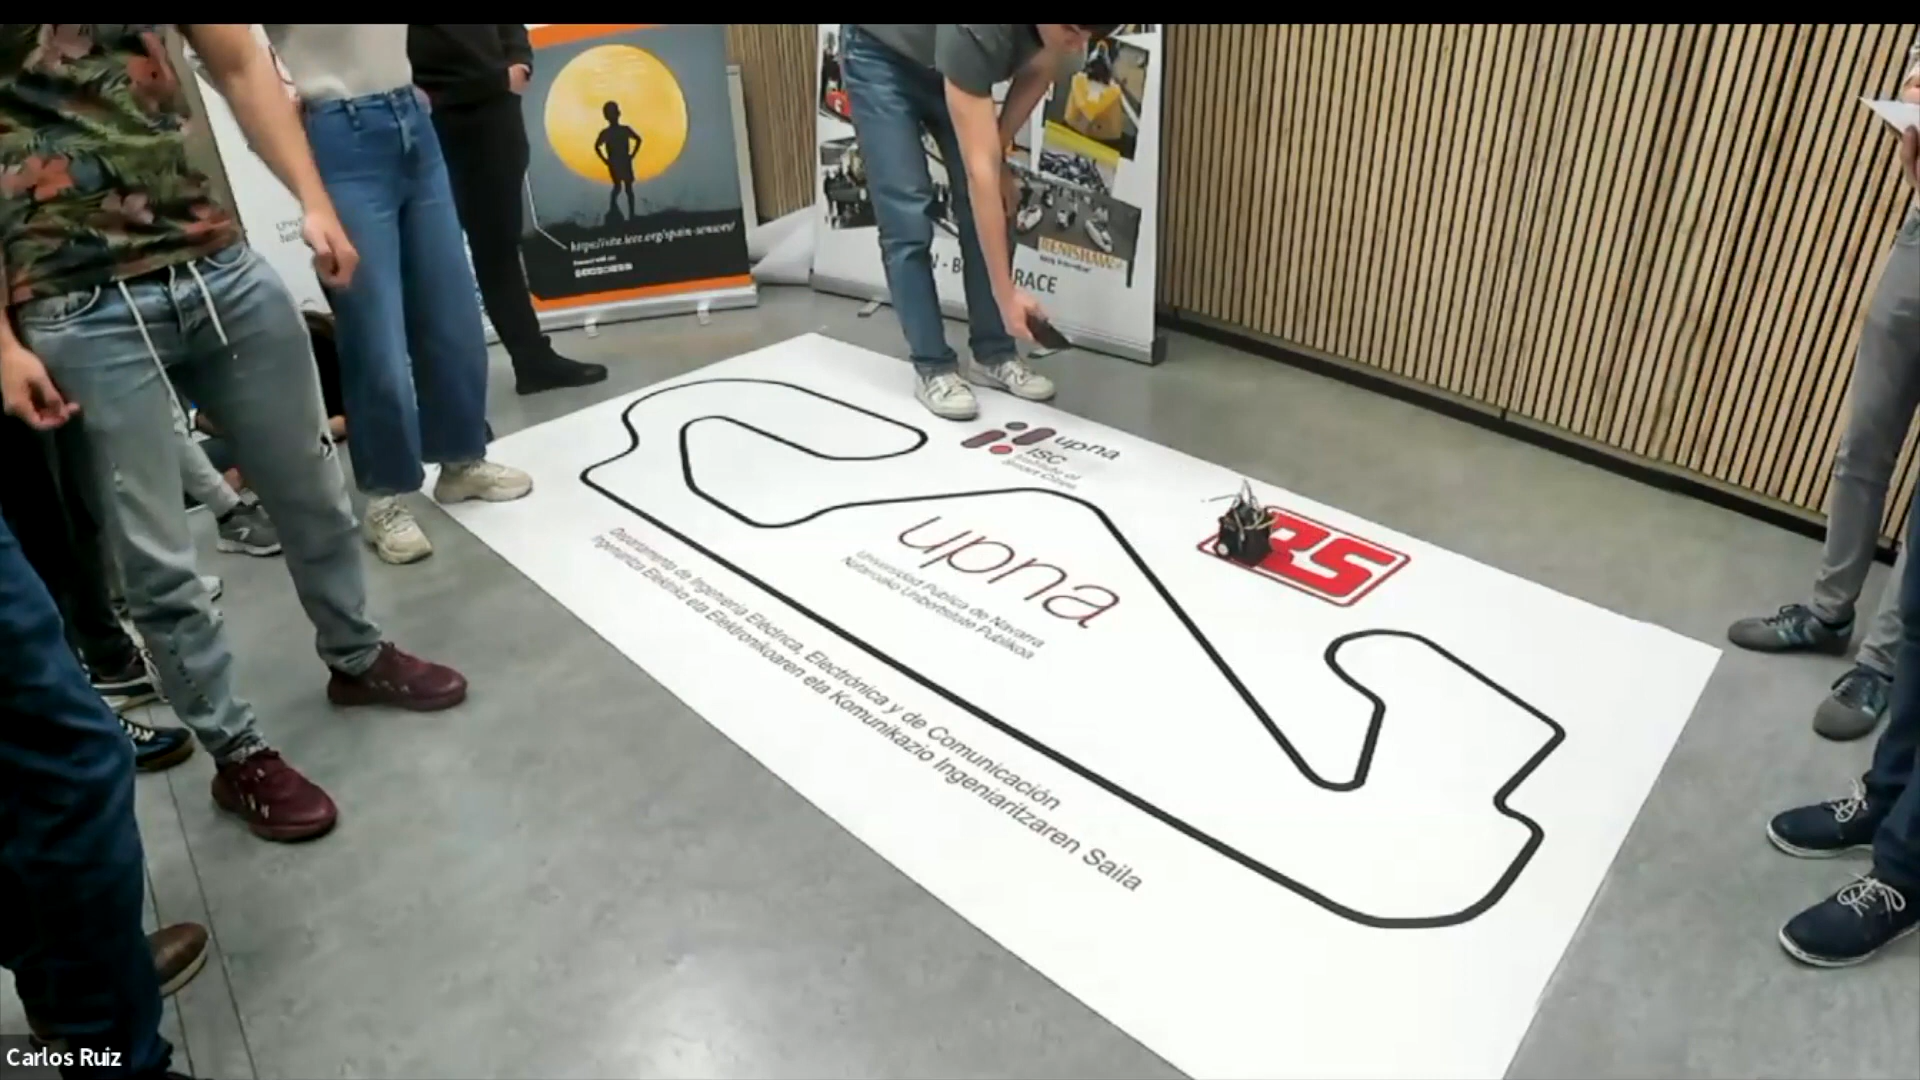 https://site.ieee.org/spain-sensors/
RENISHAW
RACE
upna
isc
Institute of
Smart Cities
RS
upna
Universidad Pública de Navarra
Nafarroako Unibertsitate Publikoa
Departamento de Ingeniería Eléctrica, Electrónica y de Comunicación
Ingeniaritza Elektriko eta Elektronikoaren eta Komunikazio Ingeniaritzaren Saila
Carlos Ruiz